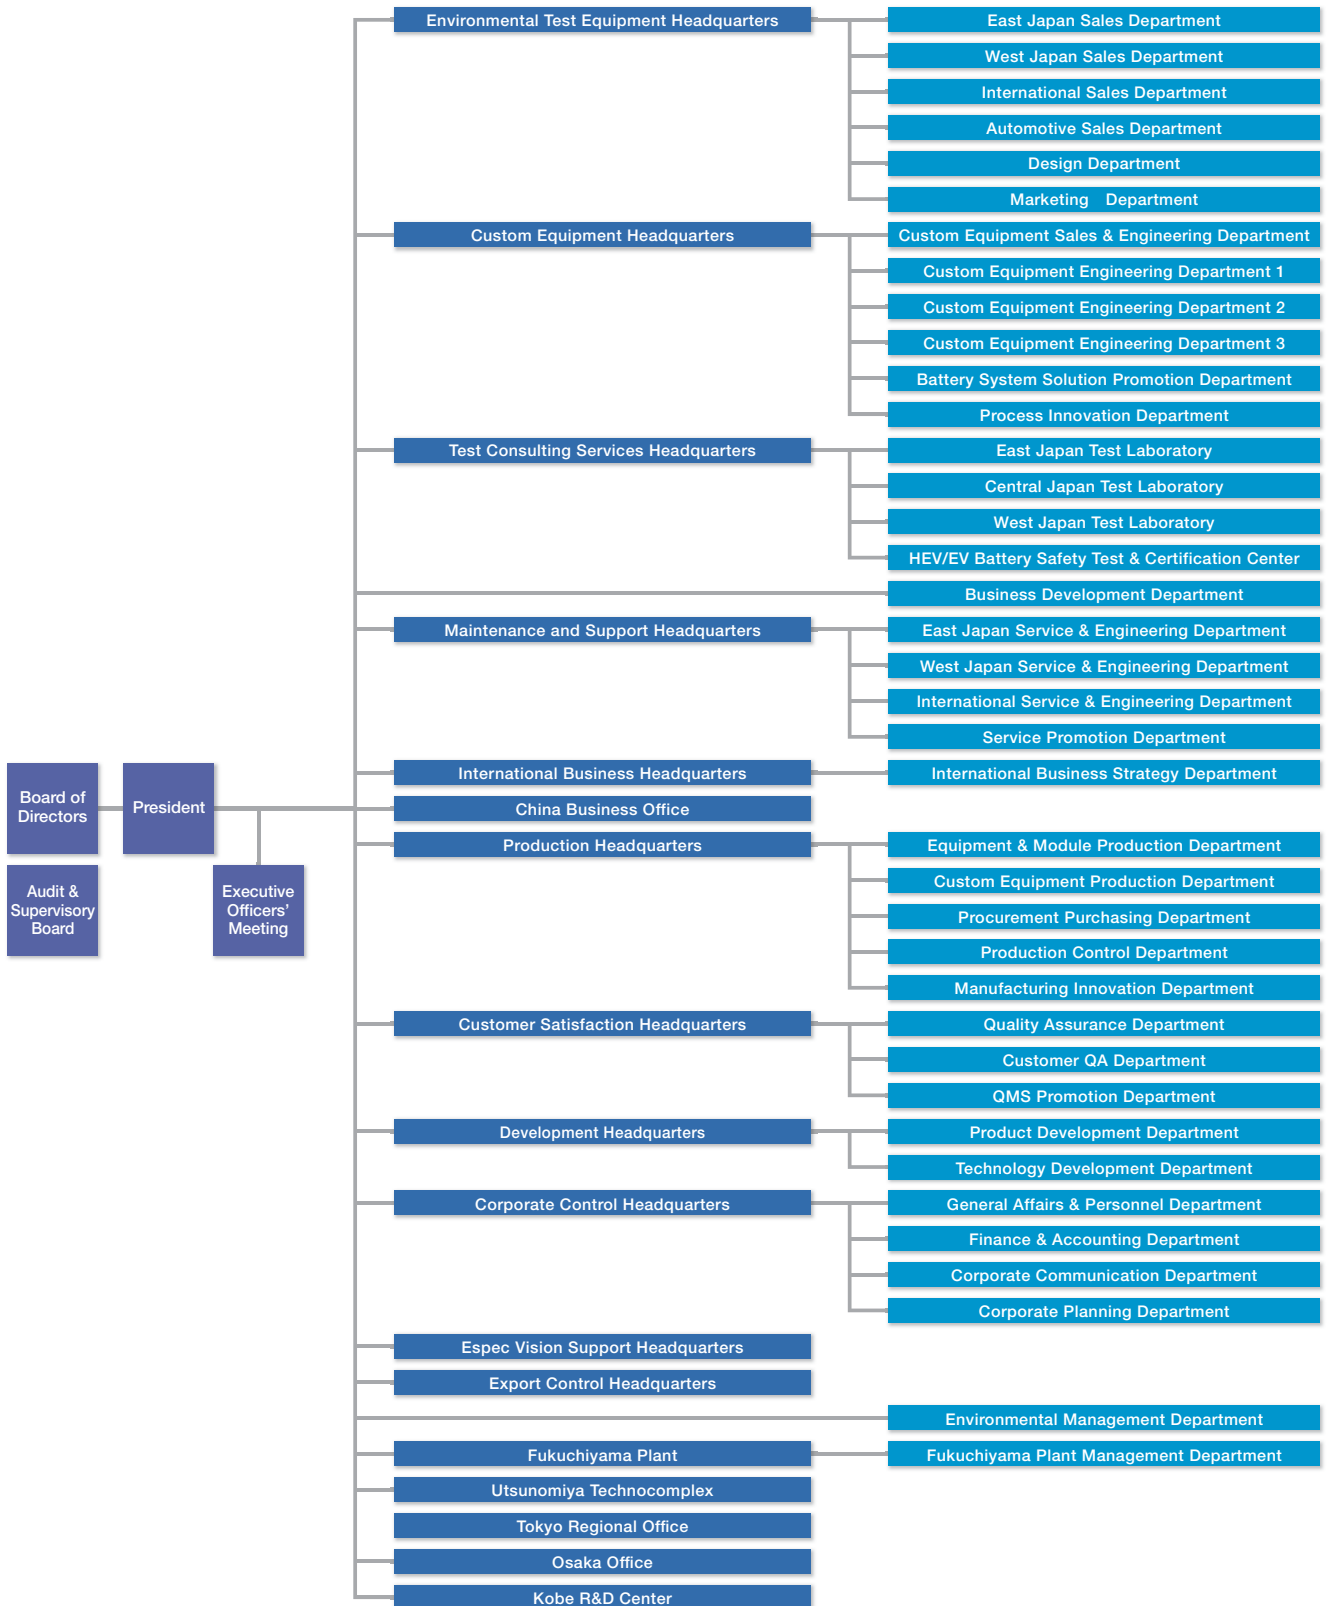 Environmental Test Equipment Headquarters
East Japan Sales Department
West Japan Sales Department
International Sales Department
Automotive Sales Department
Design Department
Marketing Department
Custom Equipment Headquarters
Custom Equipment Sales & Engineering Department
Custom Equipment Engineering Department 1
Custom Equipment Engineering Department 2
Custom Equipment Engineering Department 3
Battery System Solution Promotion Department
Process Innovation Department
Test Consulting Services Headquarters
East Japan Test Laboratory
Central Japan Test Laboratory
West Japan Test Laboratory
HEV/EV Battery Safety Test & Certification Center
Business Development Department
Maintenance and Support Headquarters
East Japan Service & Engineering Department
West Japan Service & Engineering Department
International Service & Engineering Department
Service Promotion Department
Board of
Directors
President
Audit &
Supervisory
Board
Executive
Officers’
Meeting
International Business Headquarters
International Business Strategy Department
China Business Office
Production Headquarters
Equipment & Module Production Department
Custom Equipment Production Department
Procurement Purchasing Department
Production Control Department
Manufacturing Innovation Department
Customer Satisfaction Headquarters
Quality Assurance Department
Customer QA Department
QMS Promotion Department
Development Headquarters
Product Development Department
Technology Development Department
Corporate Control Headquarters
General Affairs & Personnel Department
Finance & Accounting Department
Corporate Communication Department
Corporate Planning Department
Espec Vision Support Headquarters
Export Control Headquarters
Environmental Management Department
Fukuchiyama Plant
Fukuchiyama Plant Management Department
Utsunomiya Technocomplex
Tokyo Regional Office
Osaka Office
Kobe R&D Center